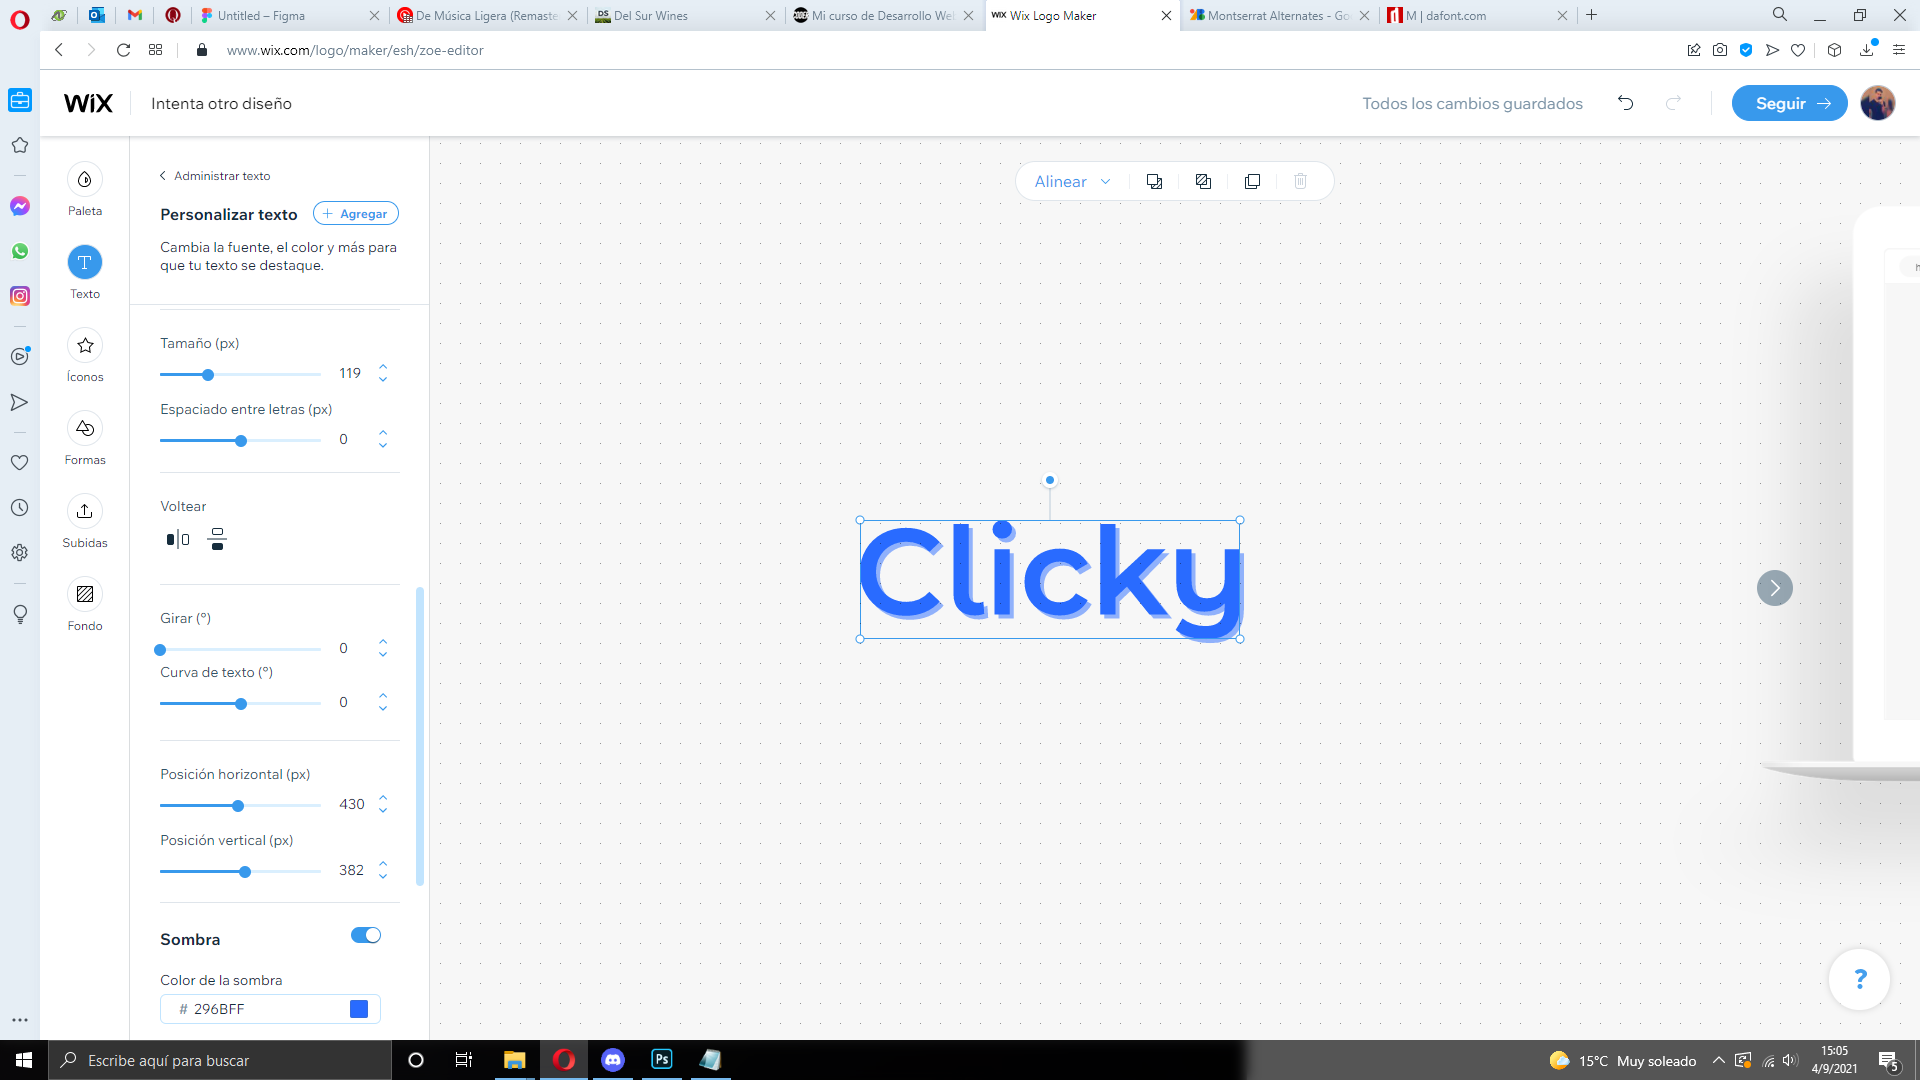 Untitled – Figma
De Música Ligera (Remaste
Del Sur Wines
Mi curso de Desarrollo We
WIX Wix Logo Maker
Montserrat Alternates - Go
M | dafont.com
www.wix.com/logo/maker/esh/zoe-editor
WiX
Intenta otro diseño
Todos los cambios guardados
Seguir
Administrar texto
Personalizar texto
Agregar
Cambia la fuente, el color y más para
que tu texto se destaque.
Paleta
Texto
Íconos
Formas
Subidas
Fondo
Tamaño (px)
119
Espaciado entre letras (px)
0
Voltear
Girar (º)
0
Curva de texto (º)
0
Posición horizontal (px)
430
Posición vertical (px)
382
Sombra
Color de la sombra
# 296BFF
Alinear
Clicky
h
?
Escribe aquí para buscar
Ps
15°C Muy soleado
15:05
4/9/2021
5